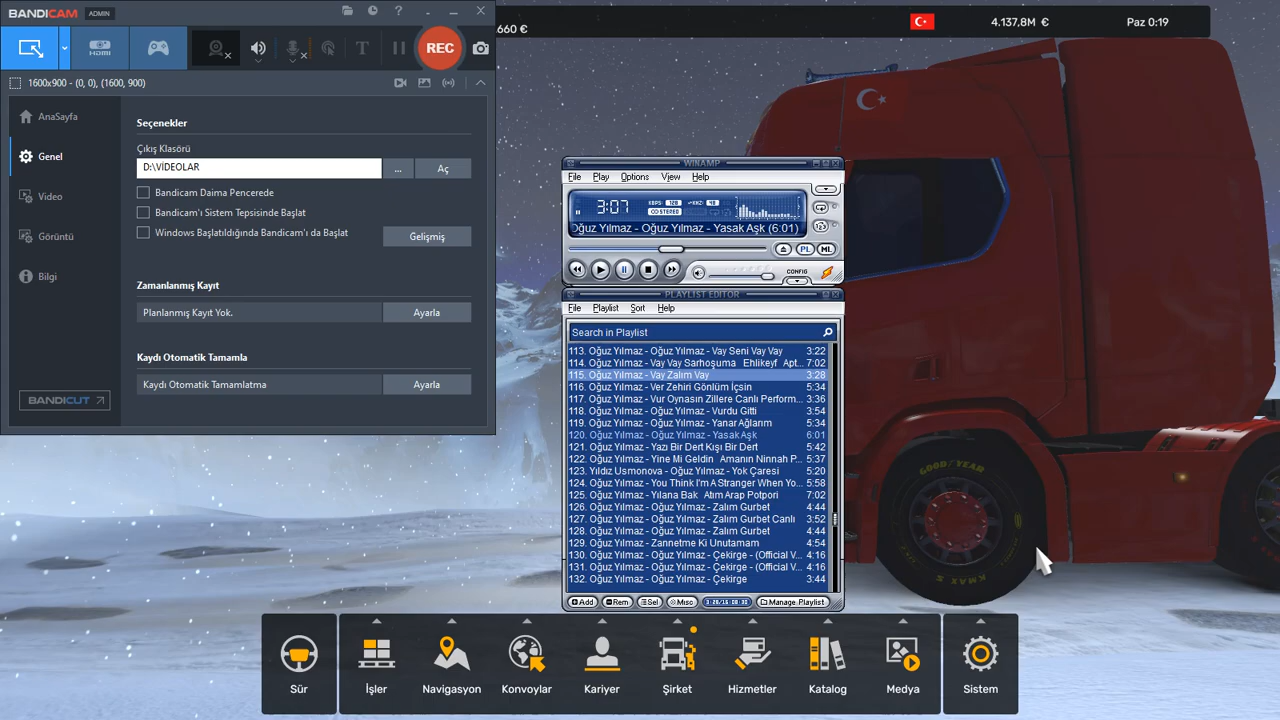 BANDICAM ADMIN
REC
1600x900 - (0, 0), (1600, 900)
AnaSayfa
Genel
Video
Görüntü
Bilgi
BANDICUT
Seçenekler
Çıkış Klasörü
D:\VİDEOLAR
... Aç
Bandicam Daima Pencerede
Bandicam'ı Sistem Tepsisinde Başlat
Windows Başlatıldığında Bandicam'ı da Başlat
Gelişmiş
Zamanlanmış Kayıt
Planlanmış Kayıt Yok. Ayarla
Kaydı Otomatik Tamamla
Kaydı Otomatik Tamamlatma Ayarla
.660 €
4.137,8M €
Paz 0:19
WINAMP
File Play Options View Help
3:07
KBPS: 128 KHZ: 48
STEREO
Oğuz Yılmaz - Oğuz Yılmaz - Yasak Aşk (6:01)
PL ML
CONFIG
PLAYLIST EDITOR
File Playlist Sort Help
Search in Playlist
113. Oğuz Yılmaz - Oğuz Yılmaz - Vay Seni Vay Vay 3:22
114. Oğuz Yılmaz - Vay Vay Sarhoşuma Ehlikeyf Apt... 7:02
115. Oğuz Yılmaz - Vay Zalım Vay 3:28
116. Oğuz Yılmaz - Ver Zehiri Gönlüm İçsin 5:34
117. Oğuz Yılmaz - Vur Oynasın Zillere Canlı Perform... 3:36
118. Oğuz Yılmaz - Oğuz Yılmaz - Vurdu Gitti 3:54
119. Oğuz Yılmaz - Oğuz Yılmaz - Yanar Ağlarım 5:34
120. Oğuz Yılmaz - Oğuz Yılmaz - Yasak Aşk 6:01
121. Oğuz Yılmaz - Yazı Bir Dert Kışı Bir Dert 5:42
122. Oğuz Yılmaz - Yine Mi Geldin Amanın Ninnah P... 5:37
123. Yıldız Usmonova - Oğuz Yılmaz - Yok Çaresi 5:20
124. Oğuz Yılmaz - You Think I'm A Stranger When Yo... 5:58
125. Oğuz Yılmaz - Yılana Bak Atım Arap Potpori 7:02
126. Oğuz Yılmaz - Oğuz Yılmaz - Zalım Gurbet 4:44
127. Oğuz Yılmaz - Oğuz Yılmaz - Zalım Gurbet Canlı 3:52
128. Oğuz Yılmaz - Oğuz Yılmaz - Zalım Gurbet 4:44
129. Oğuz Yılmaz - Zannetme Ki Unutamam 4:54
130. Oğuz Yılmaz - Oğuz Yılmaz - Çekirge - (Official V... 4:16
131. Oğuz Yılmaz - Oğuz Yılmaz - Çekirge - (Official V... 4:16
132. Oğuz Yılmaz - Oğuz Yılmaz - Çekirge 3:44
Add Rem Sel Misc Manage Playlist
GOOD YEAR
KMAX
Sür
İşler
Navigasyon
Konvoylar
Kariyer
Şirket
Hizmetler
Katalog
Medya
Sistem